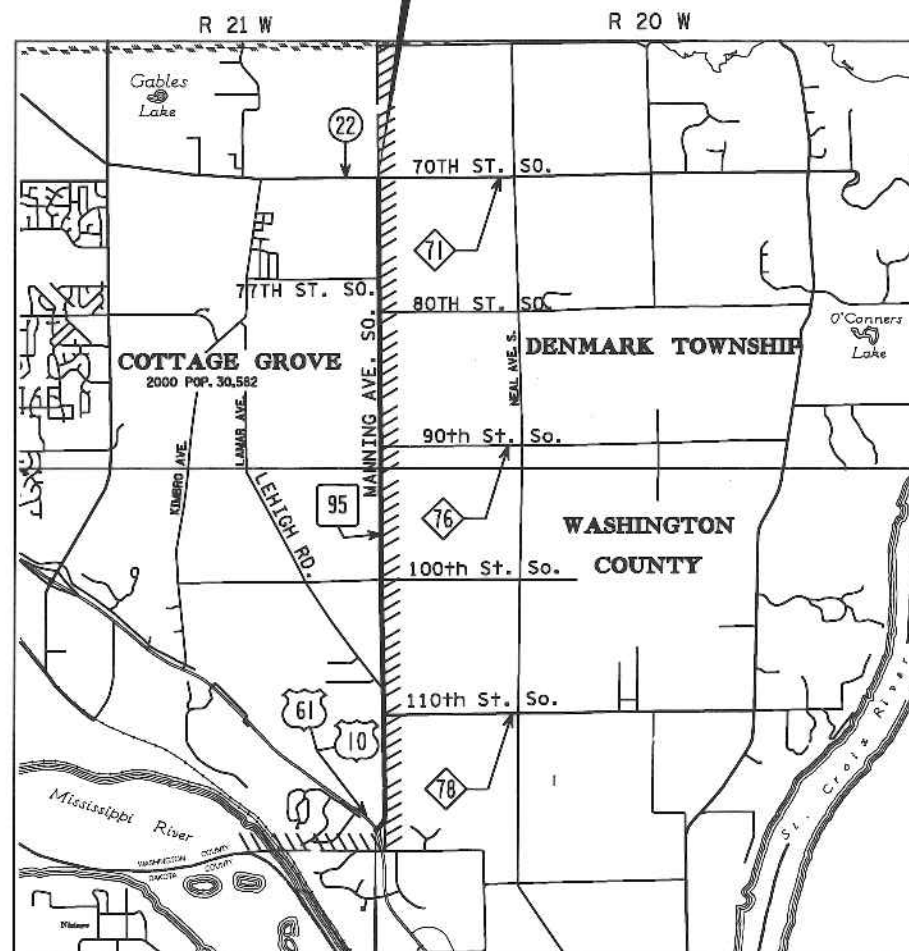 R 21 W
R 20 W
Gables
Lake
22
70TH ST. SO.
71
77TH ST. SO.
80TH ST. SO.
O'Conners
Lake
COTTAGE GROVE
2000 POP. 30,582
DENMARK TOWNSHIP
MANNING AVE. SO.
NEAL AVE. S.
KIMBRO AVE.
LAMAR AVE.
90th St. So.
LEHIGH RD.
95
76
WASHINGTON
COUNTY
100th St. So.
61
10
110th St. So.
78
St. Croix River
Mississippi
River
WASHINGTON COUNTY
DAKOTA COUNTY